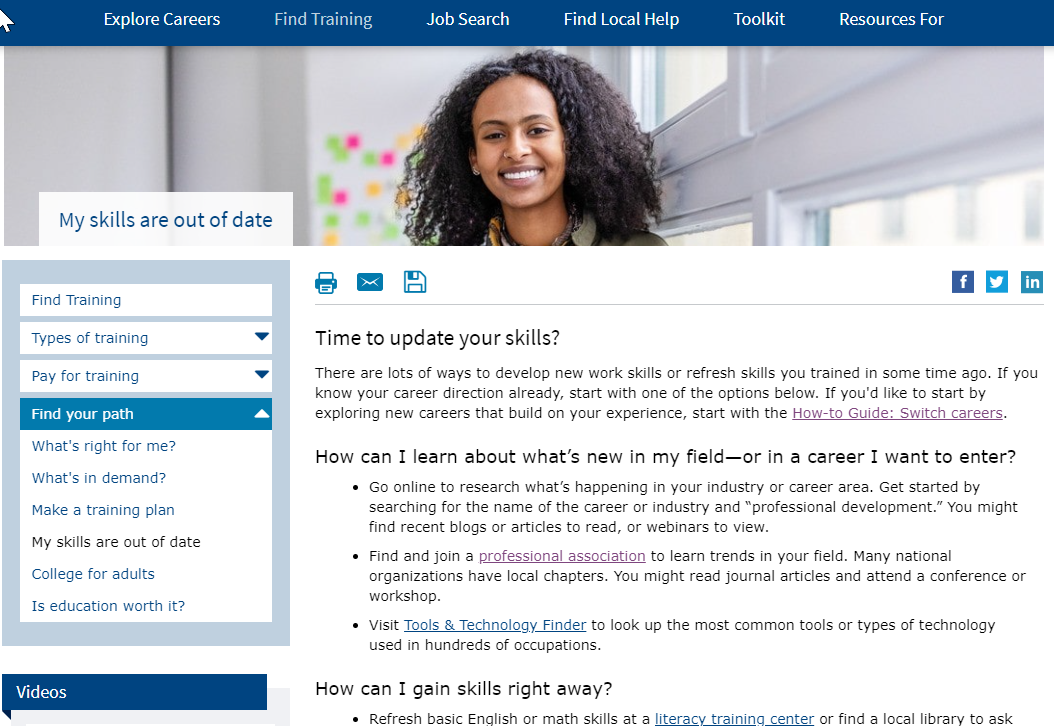 Explore Careers Find Training Job Search Find Local Help Toolkit Resources For
My skills are out of date
Find Training
Types of training
Pay for training
Find your path
What's right for me?
What's in demand?
Make a training plan
My skills are out of date
College for adults
Is education worth it?
Videos
f in
Time to update your skills?
There are lots of ways to develop new work skills or refresh skills you trained in some time ago. If you
know your career direction already, start with one of the options below. If you'd like to start by
exploring new careers that build on your experience, start with the How-to Guide: Switch careers.
How can I learn about what’s new in my field—or in a career I want to enter?
• Go online to research what’s happening in your industry or career area. Get started by
searching for the name of the career or industry and “professional development.” You might
find recent blogs or articles to read, or webinars to view.
• Find and join a professional association to learn trends in your field. Many national
organizations have local chapters. You might read journal articles and attend a conference or
workshop.
• Visit Tools & Technology Finder to look up the most common tools or types of technology
used in hundreds of occupations.
How can I gain skills right away?
• Refresh basic English or math skills at a literacy training center or find a local library to ask